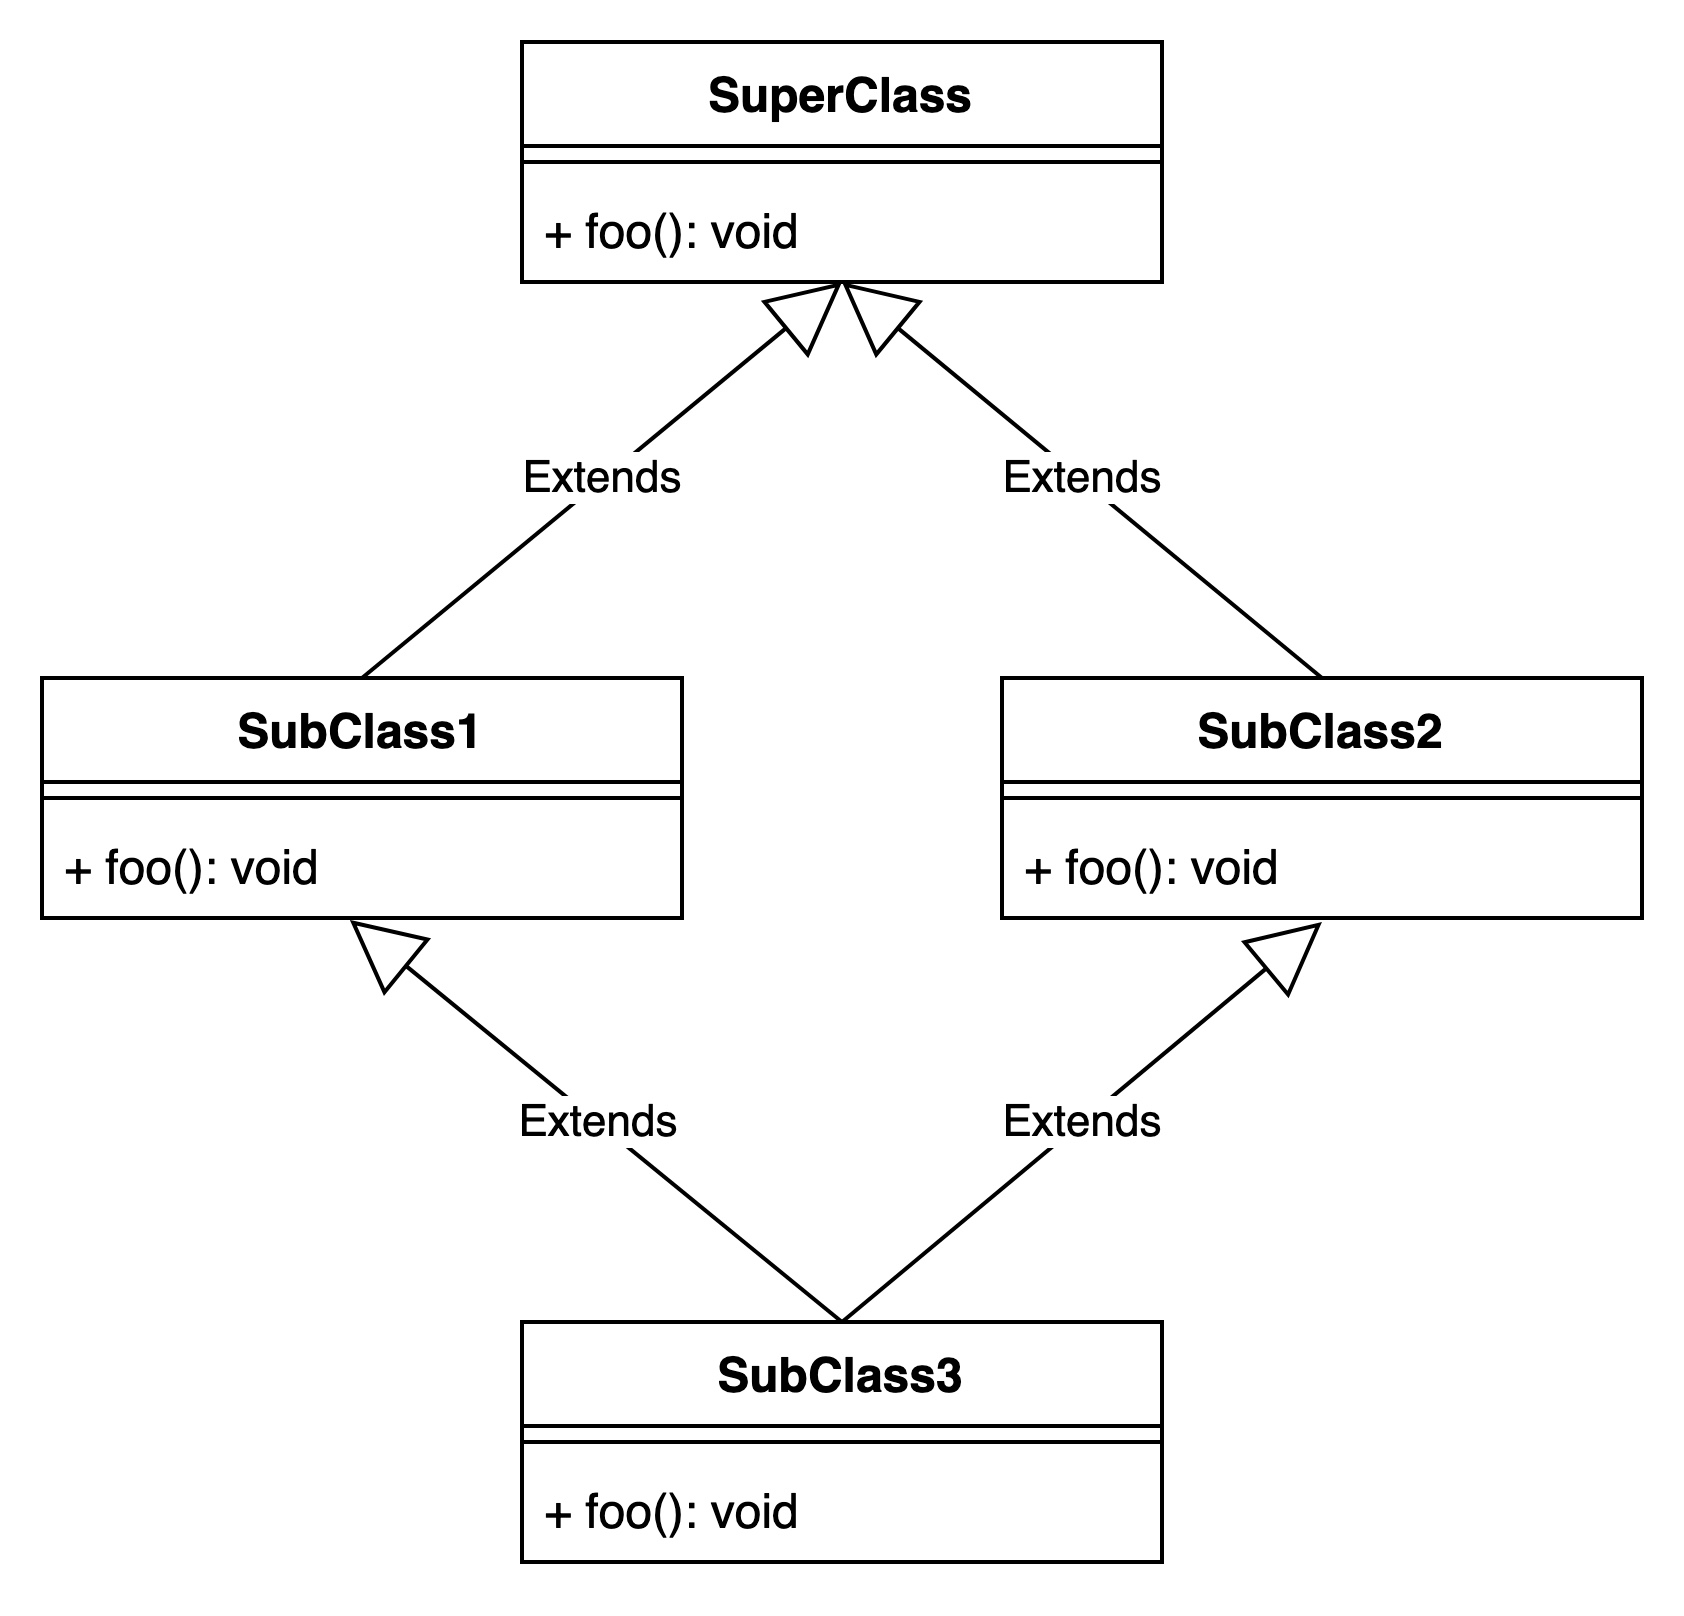 SuperClass
+ foo(): void
Extends
Extends
SubClass1
SubClass2
+ foo(): void
+ foo(): void
Extends
Extends
SubClass3
+ foo(): void